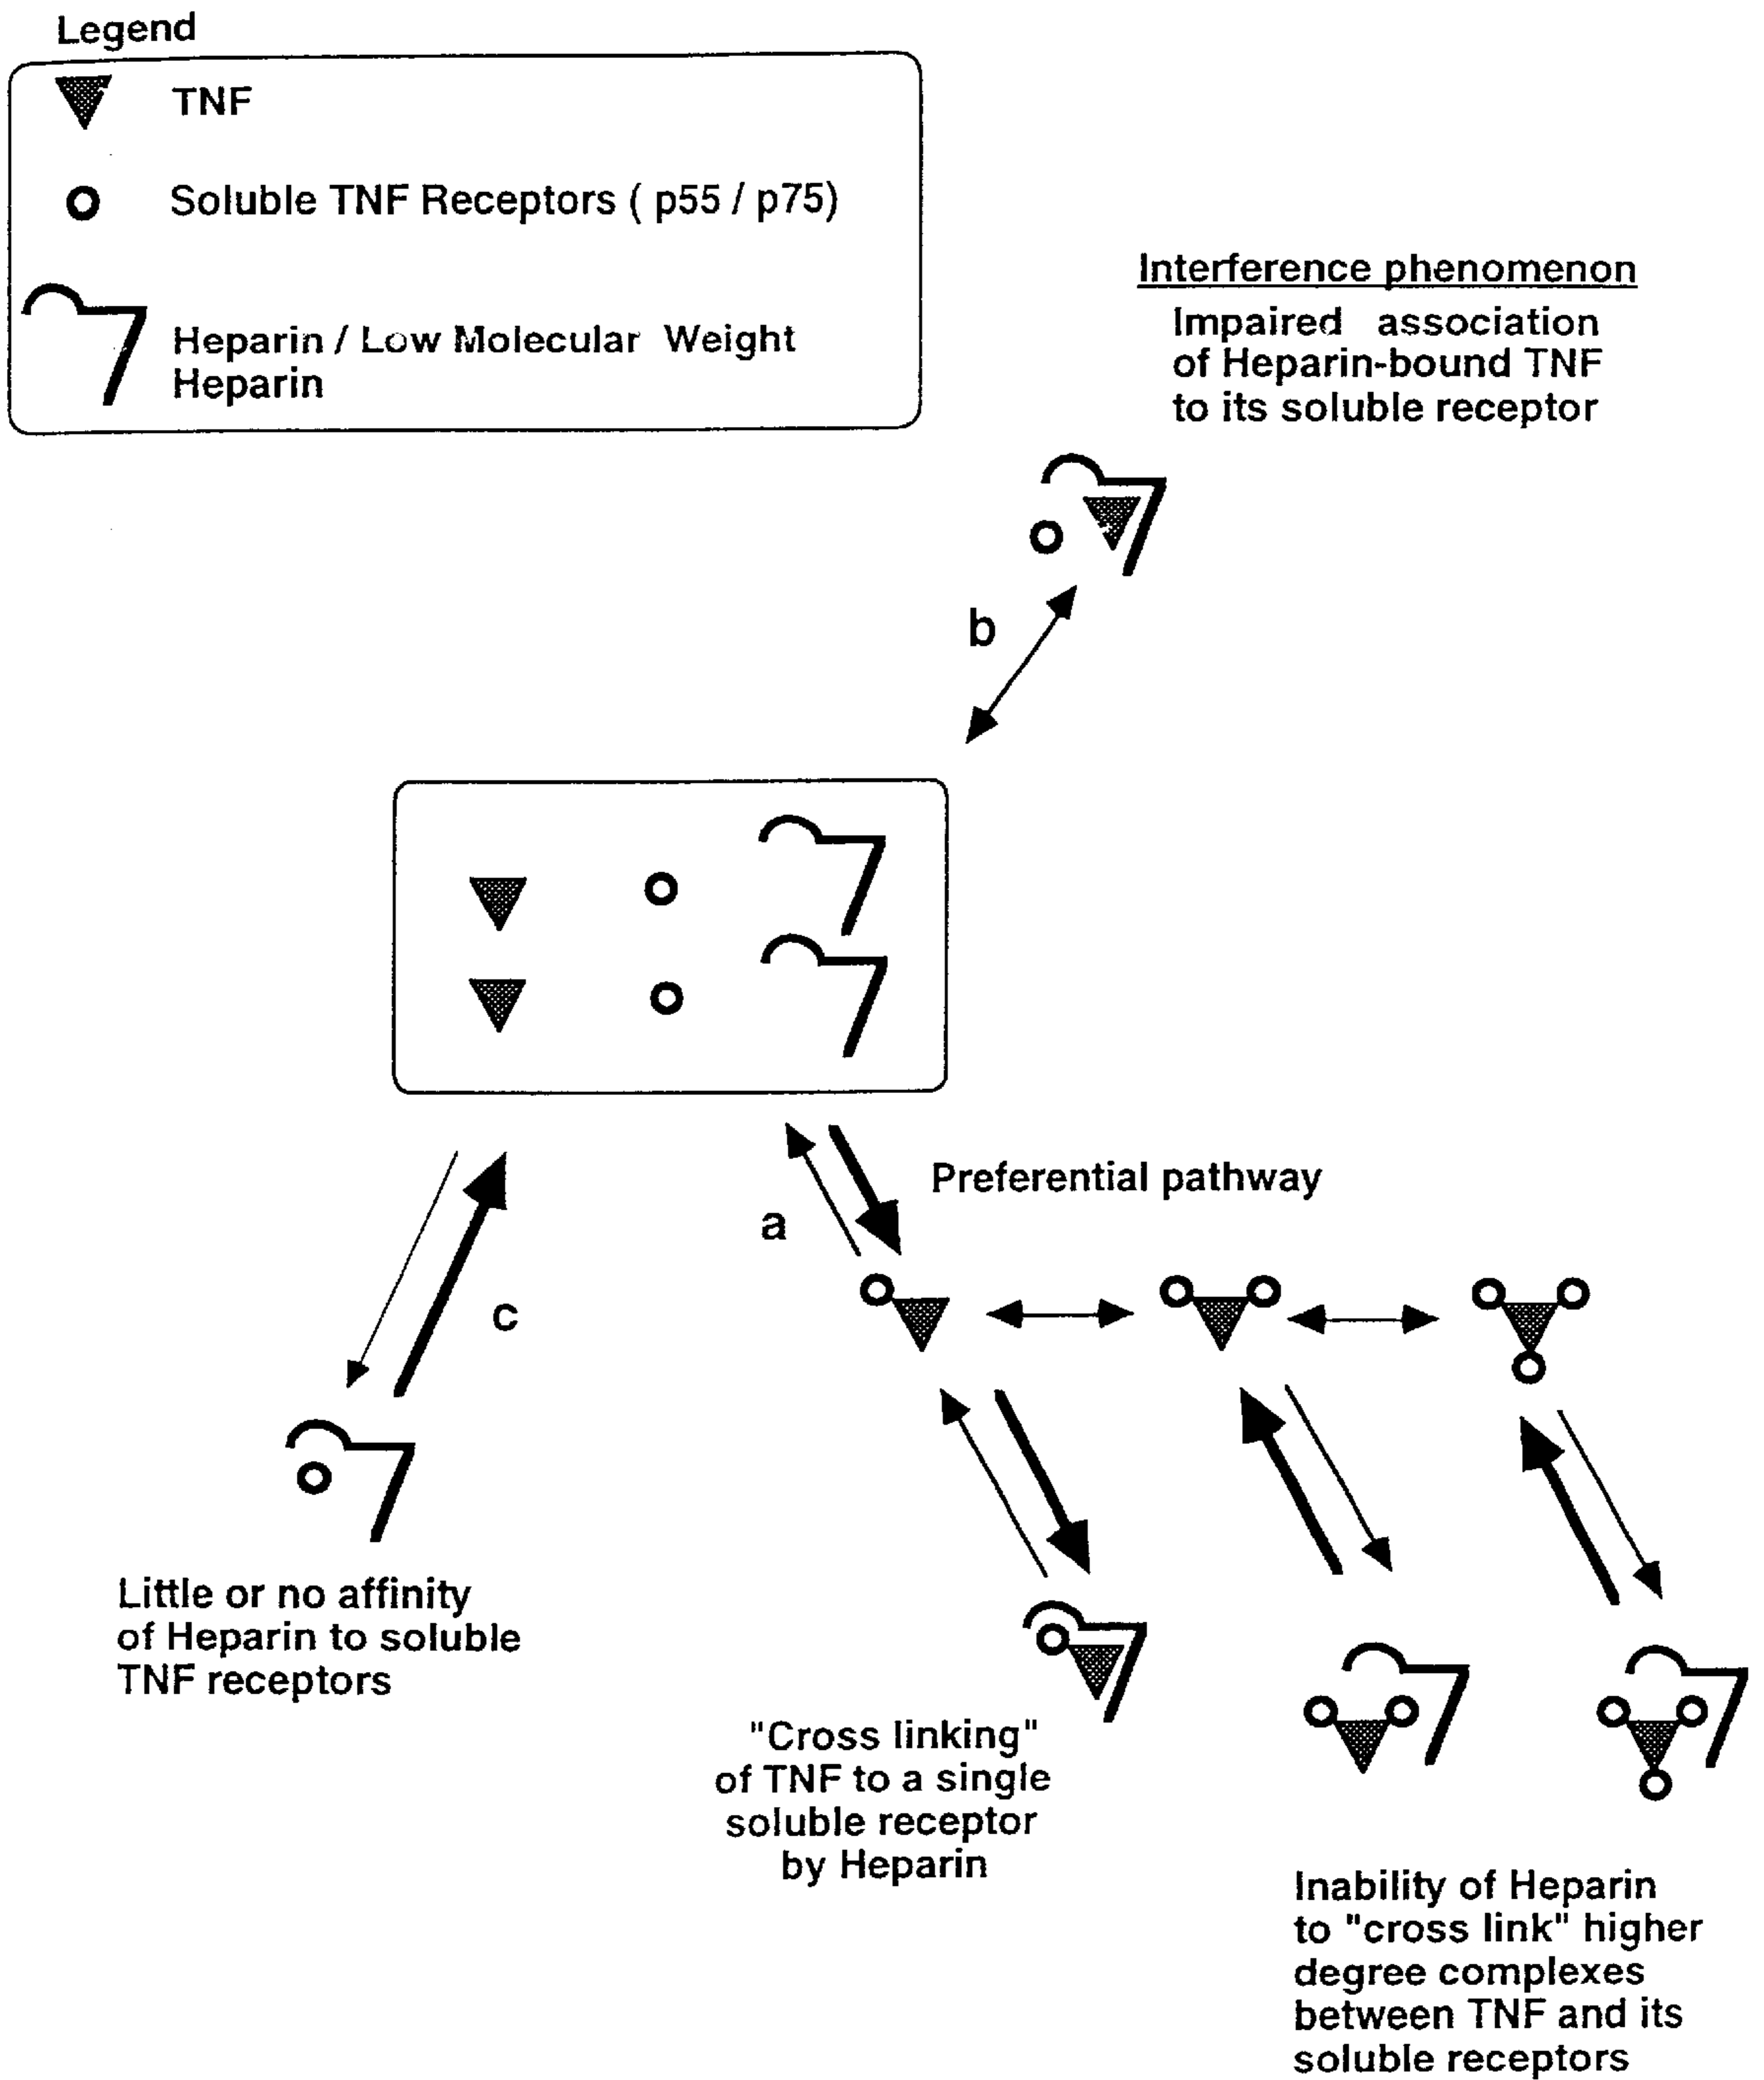 Legend
TNF
Soluble TNF Receptors ( p55 / p75)
Heparin / Low Molecular Weight
Heparin
Interference phenomenon
Impaired association
of Heparin-bound TNF
to its soluble receptor
b
Preferential pathway
a
c
Little or no affinity
of Heparin to soluble
TNF receptors
"Cross linking"
of TNF to a single
soluble receptor
by Heparin
Inability of Heparin
to "cross link" higher
degree complexes
between TNF and its
soluble receptors